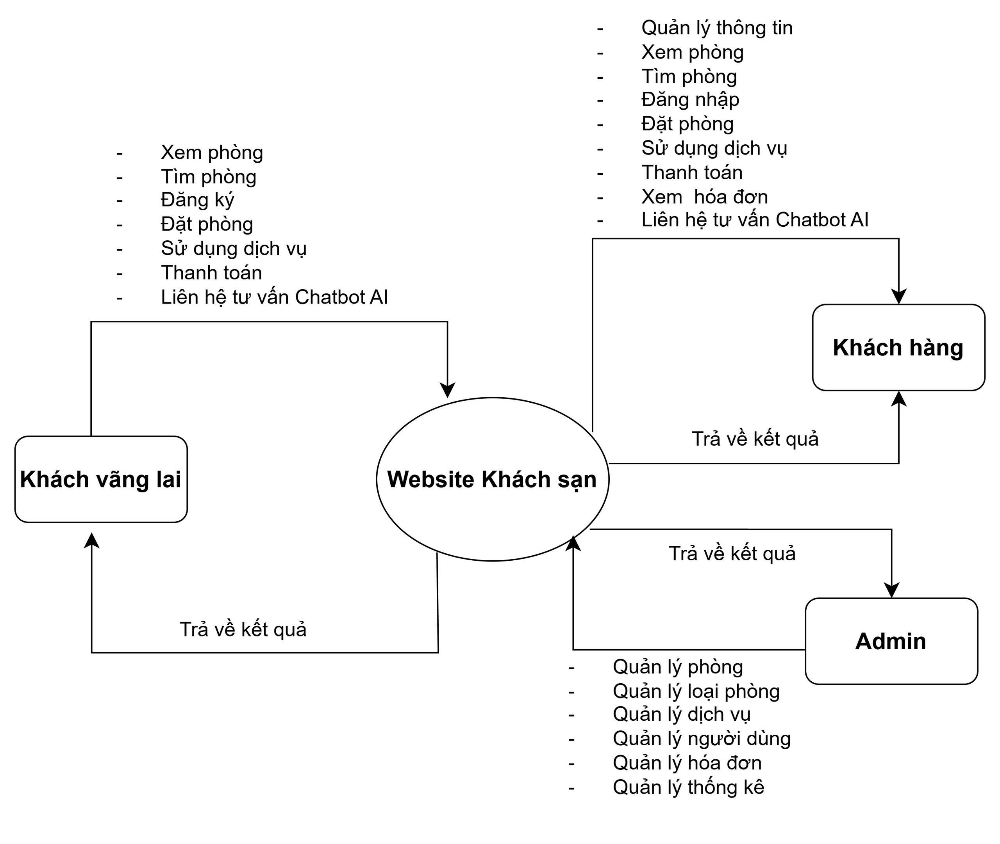 - Quản lý thông tin
- Xem phòng
- Tìm phòng
- Đăng nhập
- Đặt phòng
- Sử dụng dịch vụ
- Thanh toán
- Xem  hóa đơn
- Liên hệ tư vấn Chatbot AI
- Xem phòng
- Tìm phòng
- Đăng ký
- Đặt phòng
- Sử dụng dịch vụ
- Thanh toán
- Liên hệ tư vấn Chatbot AI
Khách hàng
Trả về kết quả
Khách vãng lai
Website Khách sạn
Trả về kết quả
Trả về kết quả
Admin
- Quản lý phòng
- Quản lý loại phòng
- Quản lý dịch vụ
- Quản lý người dùng
- Quản lý hóa đơn
- Quản lý thống kê